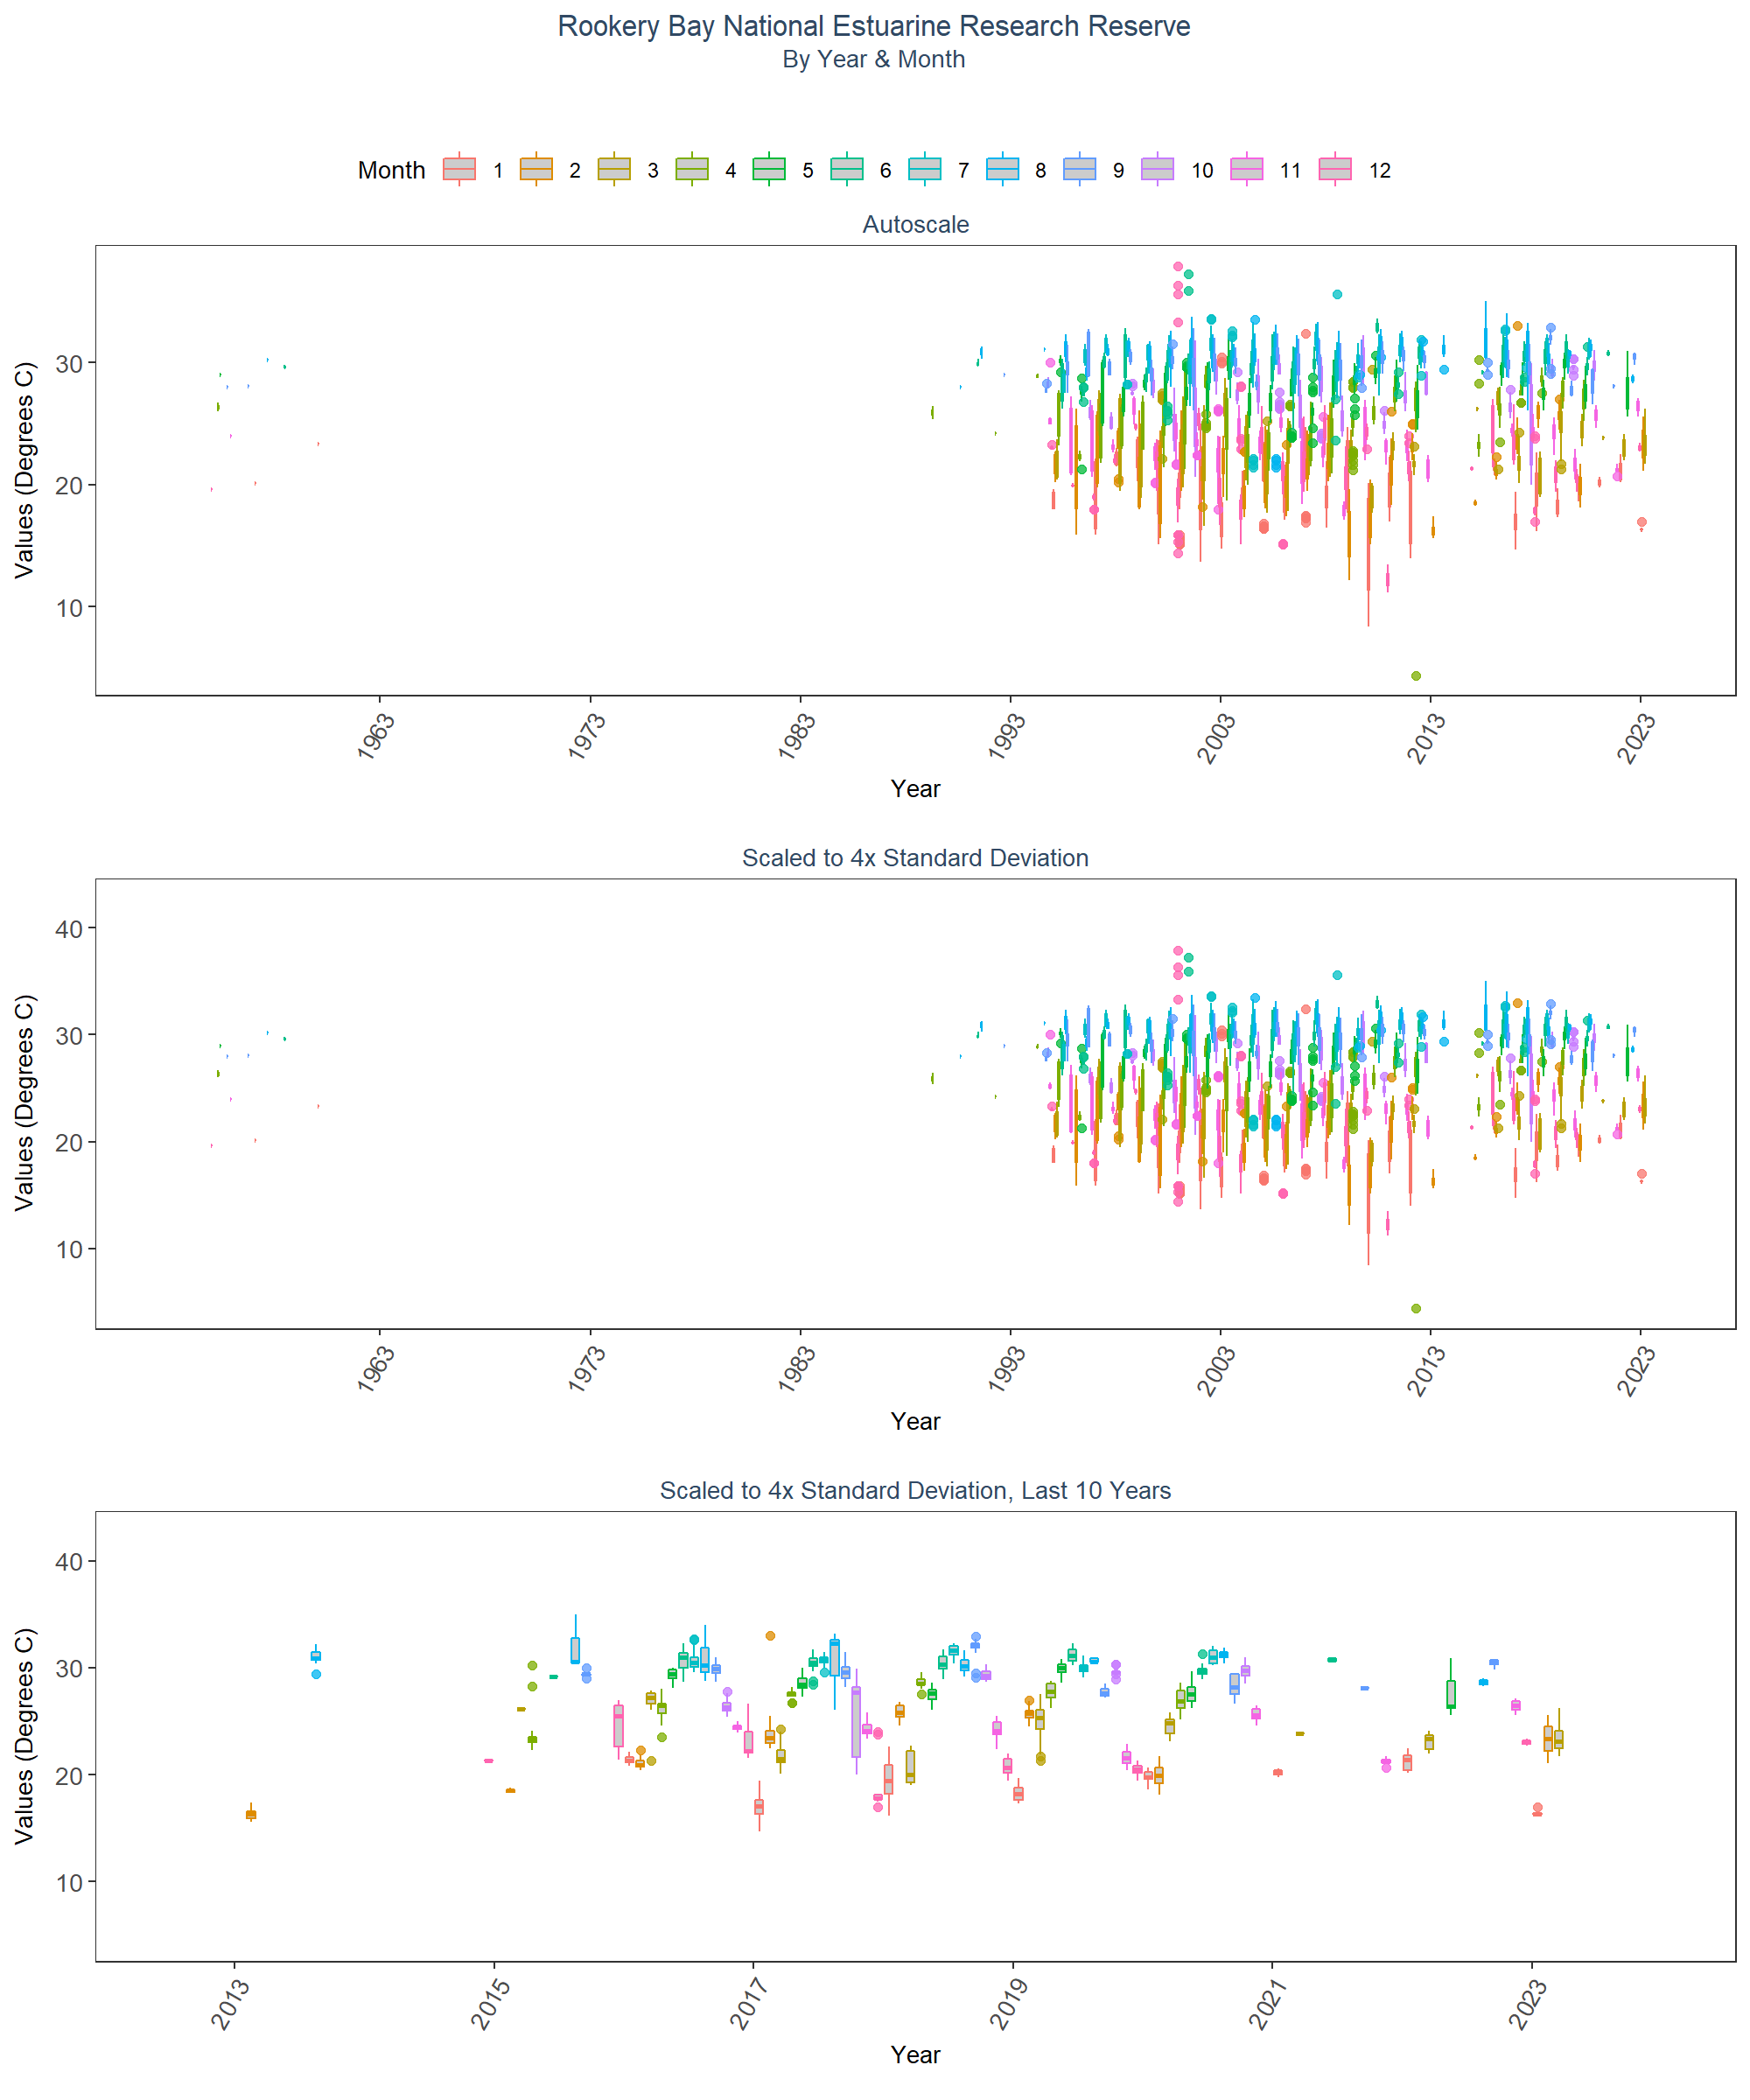 Rookery Bay National Estuarine Research Reserve
By Year & Month
Month 1 2 3 4 5 6 7 8 9 10 11 12
Autoscale
Values (Degrees C)
30
20
10
1963 1973 1983 1993 2003 2013 2023
Year
Scaled to 4x Standard Deviation
Values (Degrees C)
40
30
20
10
1963 1973 1983 1993 2003 2013 2023
Year
Scaled to 4x Standard Deviation, Last 10 Years
Values (Degrees C)
40
30
20
10
2013 2015 2017 2019 2021 2023
Year